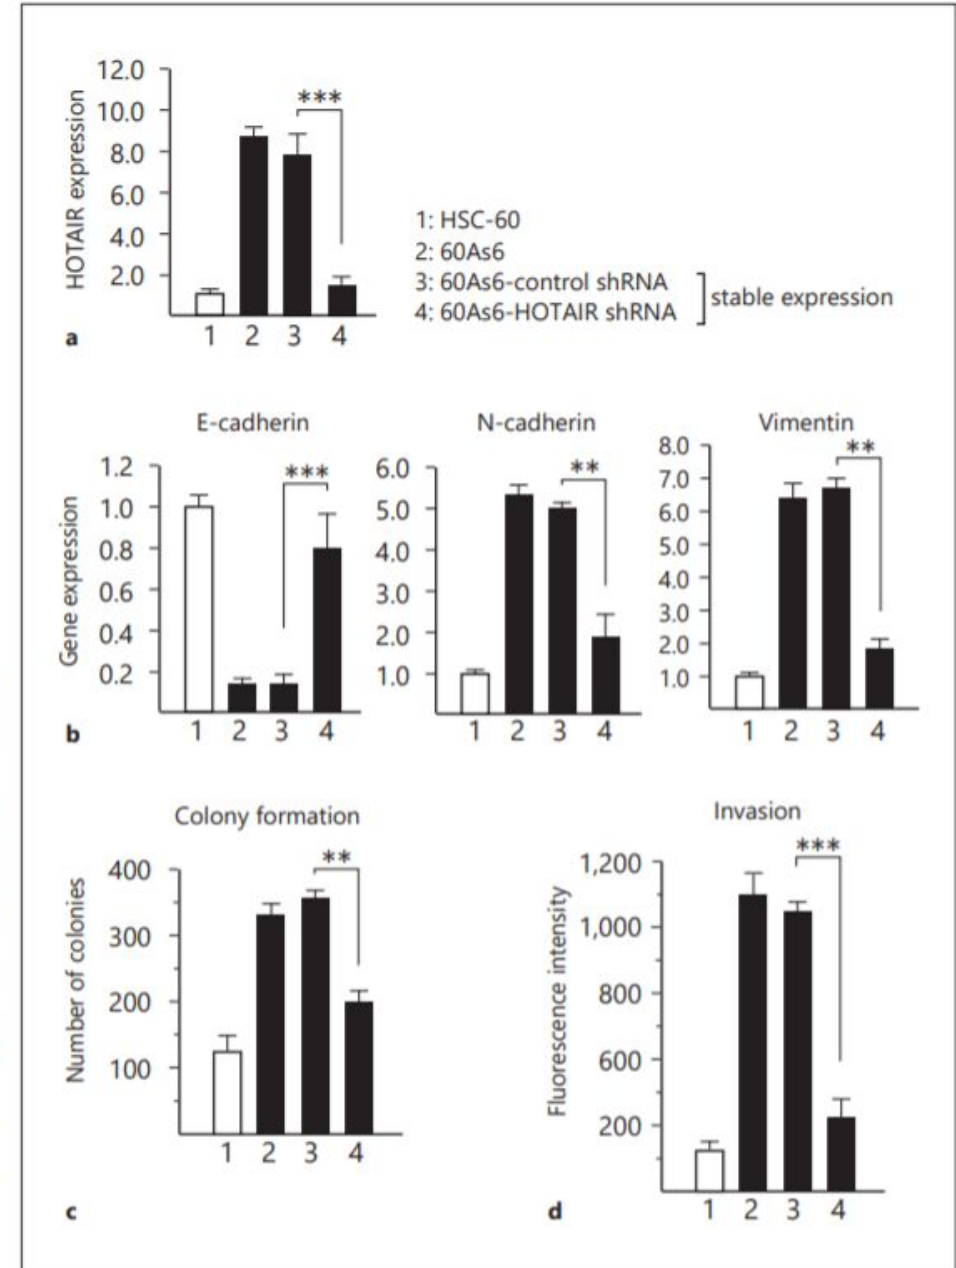 12.0
10.0
8.0
6.0
4.0
2.0
HOTAIR expression
***
1 2 3 4
1: HSC-60
2: 60As6
3: 60As6-control shRNA
4: 60As6-HOTAIR shRNA
stable expression
a
E-cadherin
Gene expression
1.2
1.0
0.8
0.6
0.4
0.2
***
1 2 3 4
N-cadherin
6.0
5.0
4.0
3.0
2.0
1.0
**
1 2 3 4
Vimentin
8.0
7.0
6.0
5.0
4.0
3.0
2.0
1.0
**
1 2 3 4
b
Colony formation
Number of colonies
400
300
200
100
**
1 2 3 4
c
Invasion
Fluorescence intensity
1,200
1,000
800
600
200
***
1 2 3 4
d